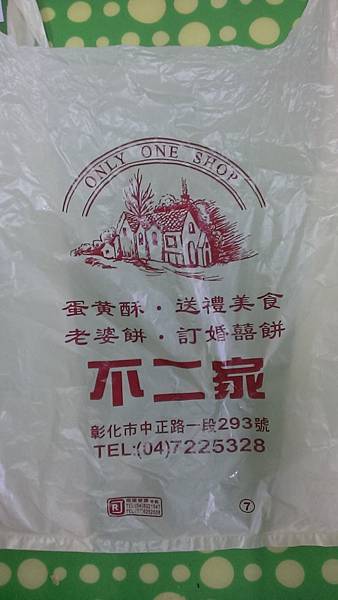 ONLY ONE SHOP
蛋黃酥·送禮美食
老婆餅·訂婚囍餅
不二家
彰化市中正路一段293號
TEL:(04)7225328
R
⑦